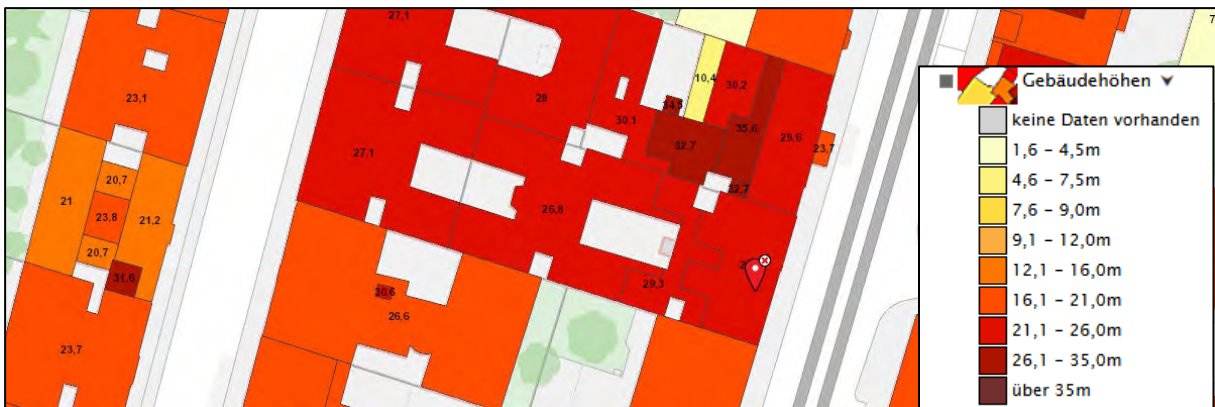 27,1
7
23,1
10,4
30,2
34,5
28
30,1
35,6
29,6
23,7
32,7
27,1
20,7
32,7
21
23,8
21,2
26,8
20,7
31,6
29,3
30,6
26,6
23,7
Gebäudehöhen
keine Daten vorhanden
1,6 - 4,5m
4,6 - 7,5m
7,6 - 9,0m
9,1 - 12,0m
12,1 - 16,0m
16,1 - 21,0m
21,1 - 26,0m
26,1 - 35,0m
über 35m